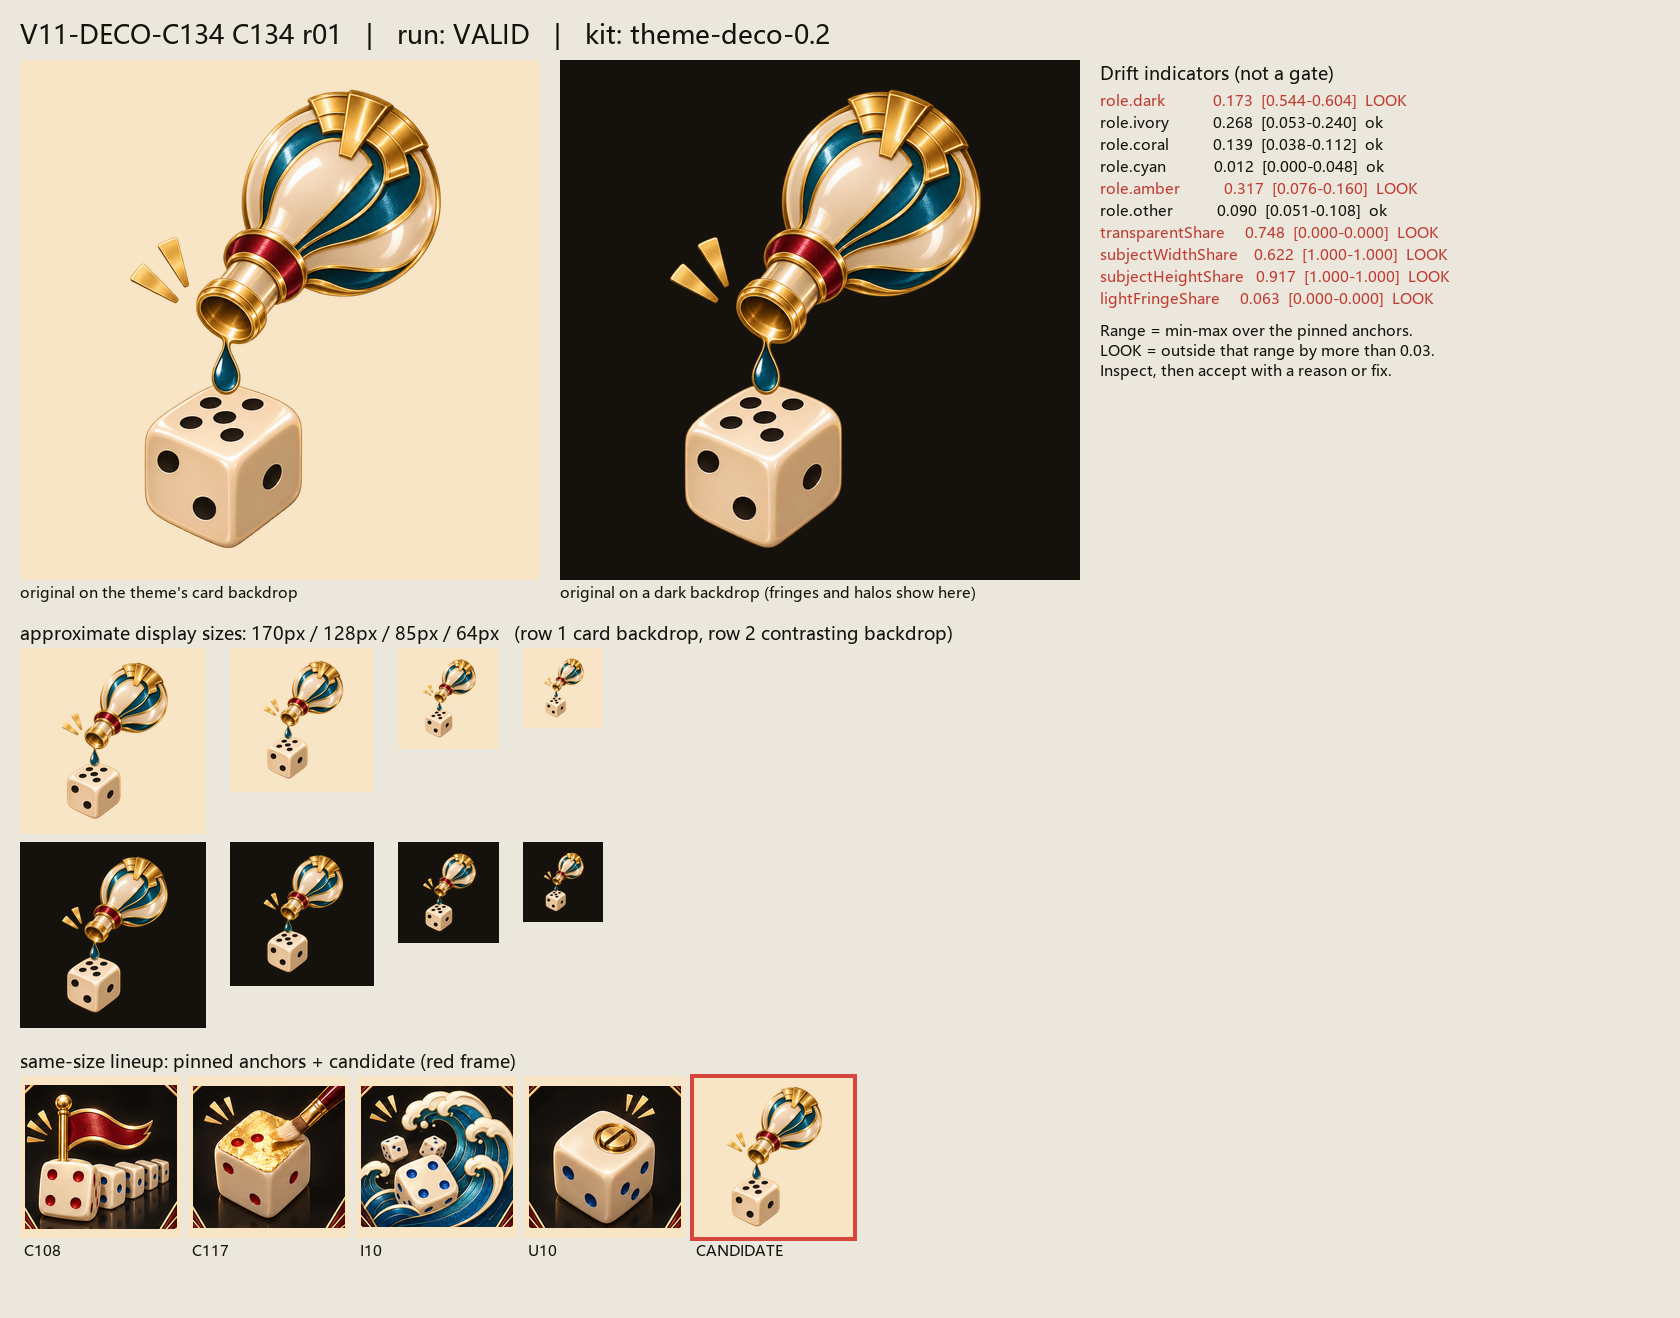 V11-DECO-C134 C134 r01 | run: VALID | kit: theme-deco-0.2
original on the theme's card backdrop
original on a dark backdrop (fringes and halos show here)
Drift indicators (not a gate)
role.dark 0.173 [0.544-0.604] LOOK
role.ivory 0.268 [0.053-0.240] ok
role.coral 0.139 [0.038-0.112] ok
role.cyan 0.012 [0.000-0.048] ok
role.amber 0.317 [0.076-0.160] LOOK
role.other 0.090 [0.051-0.108] ok
transparentShare 0.748 [0.000-0.000] LOOK
subjectWidthShare 0.622 [1.000-1.000] LOOK
subjectHeightShare 0.917 [1.000-1.000] LOOK
lightFringeShare 0.063 [0.000-0.000] LOOK
Range = min-max over the pinned anchors.
LOOK = outside that range by more than 0.03.
Inspect, then accept with a reason or fix.
approximate display sizes: 170px / 128px / 85px / 64px (row 1 card backdrop, row 2 contrasting backdrop)
same-size lineup: pinned anchors + candidate (red frame)
C108
C117
I10
U10
CANDIDATE